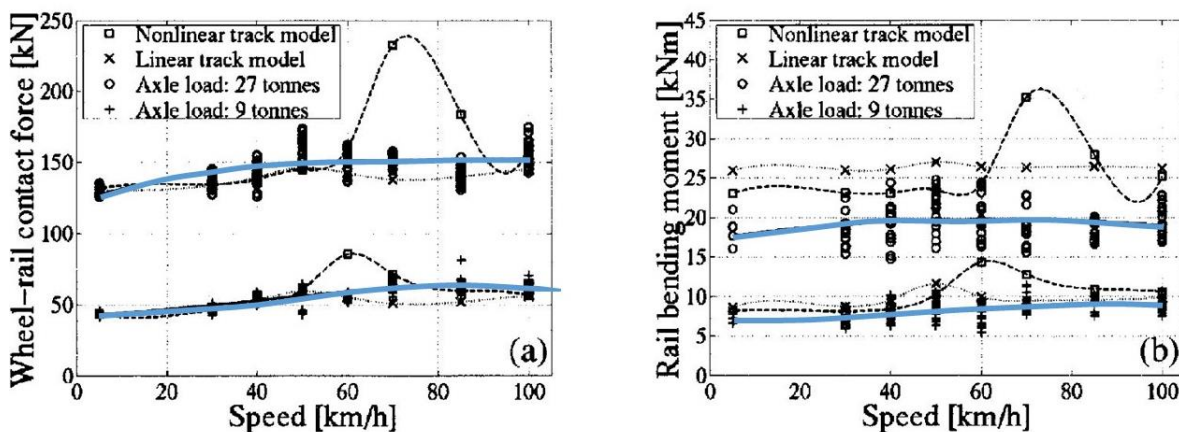 Wheel-rail contact force [kN]
250
200
150
100
50
0
Nonlinear track model
Linear track model
Axle load: 27 tonnes
Axle load: 9 tonnes
(a)
0 20 40 60 80 100
Speed [km/h]
Rail bending moment [kNm]
45
40
35
30
25
20
15
10
5
0
Nonlinear track model
Linear track model
Axle load: 27 tonnes
Axle load: 9 tonnes
(b)
0 20 40 60 80 100
Speed [km/h]